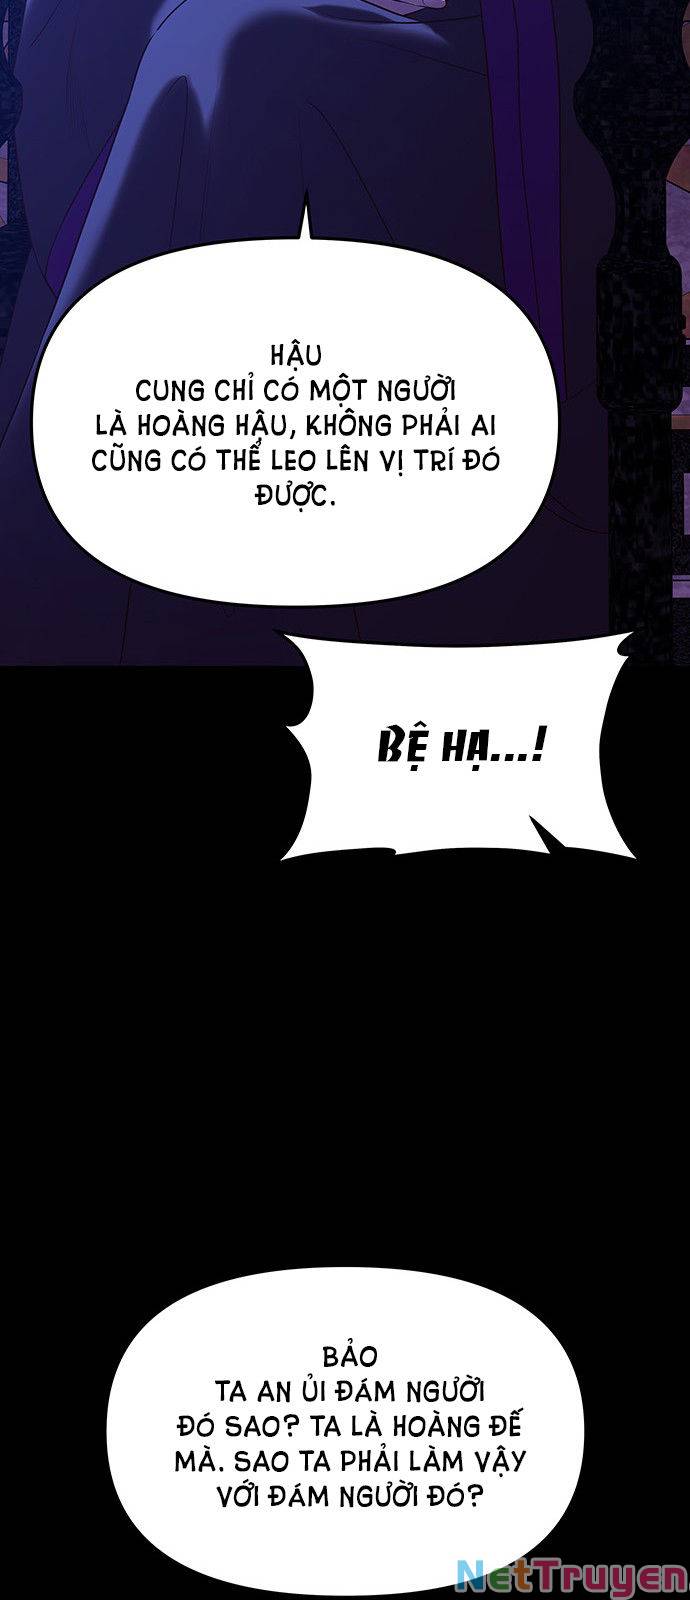 HẬU
CUNG CHỈ CÓ MỘT NGƯỜI
LÀ HOÀNG HẬU, KHÔNG PHẢI AI
CŨNG CÓ THỂ LEO LÊN VỊ TRÍ ĐÓ
ĐƯỢC.
BỆ HẠ...!
BẢO
TA AN ỦI ĐÁM NGƯỜI
ĐÓ SAO? TA LÀ HOÀNG ĐẾ
MÀ. SAO TA PHẢI LÀM VẬY
VỚI ĐÁM NGƯỜI ĐÓ?
NetTruyen